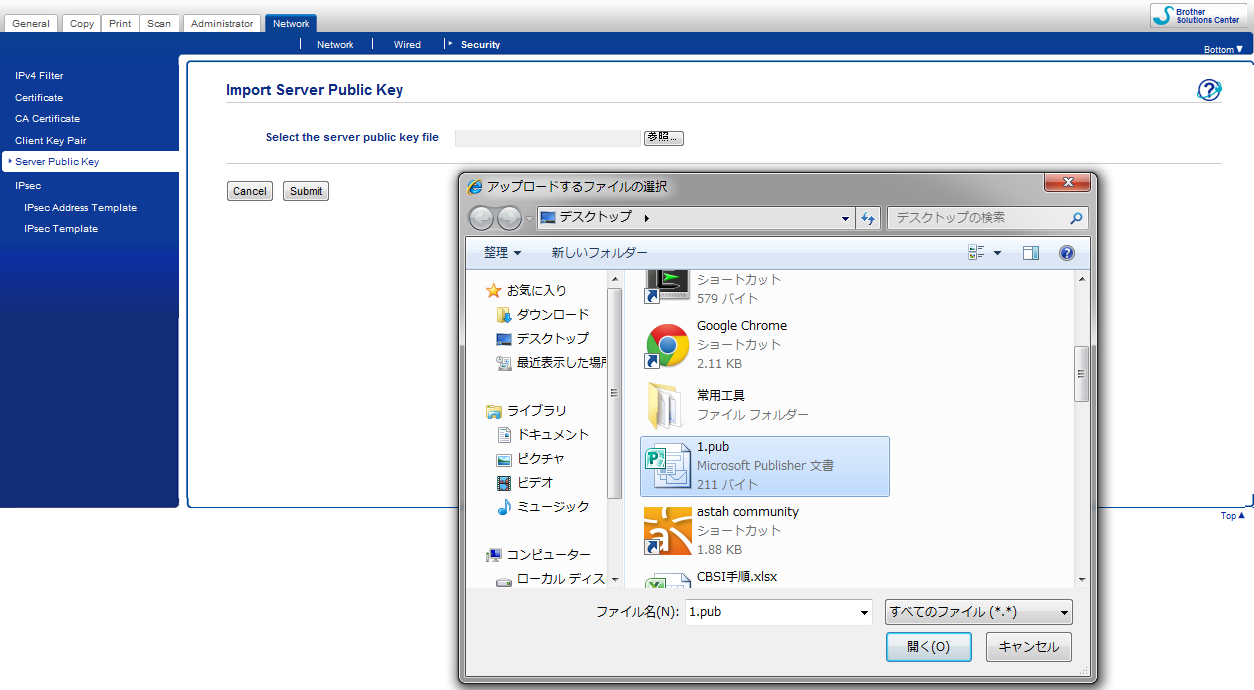 General Copy Print Scan Administrator Network
Brother
Solutions Center
Network Wired Security
Bottom▼
IPv4 Filter
Certificate
CA Certificate
Client Key Pair
Server Public Key
IPsec
IPsec Address Template
IPsec Template
Import Server Public Key
Select the server public key file 参照...
Cancel Submit
アップロードするファイルの選択
デスクトップ デスクトップの検索
整理 新しいフォルダー
お気に入り
ダウンロード
デスクトップ
最近表示した場所
ライブラリ
ドキュメント
ピクチャ
ビデオ
ミュージック
コンピューター
ローカル ディス
ショートカット
579 バイト
Google Chrome
ショートカット
2.11 KB
常用工具
ファイル フォルダー
1.pub
Microsoft Publisher 文書
211 バイト
astah community
ショートカット
1.88 KB
CBSI手順.xlsx
ファイル名(N): 1.pub すべてのファイル (*.*)
開く(O) キャンセル
Top▲